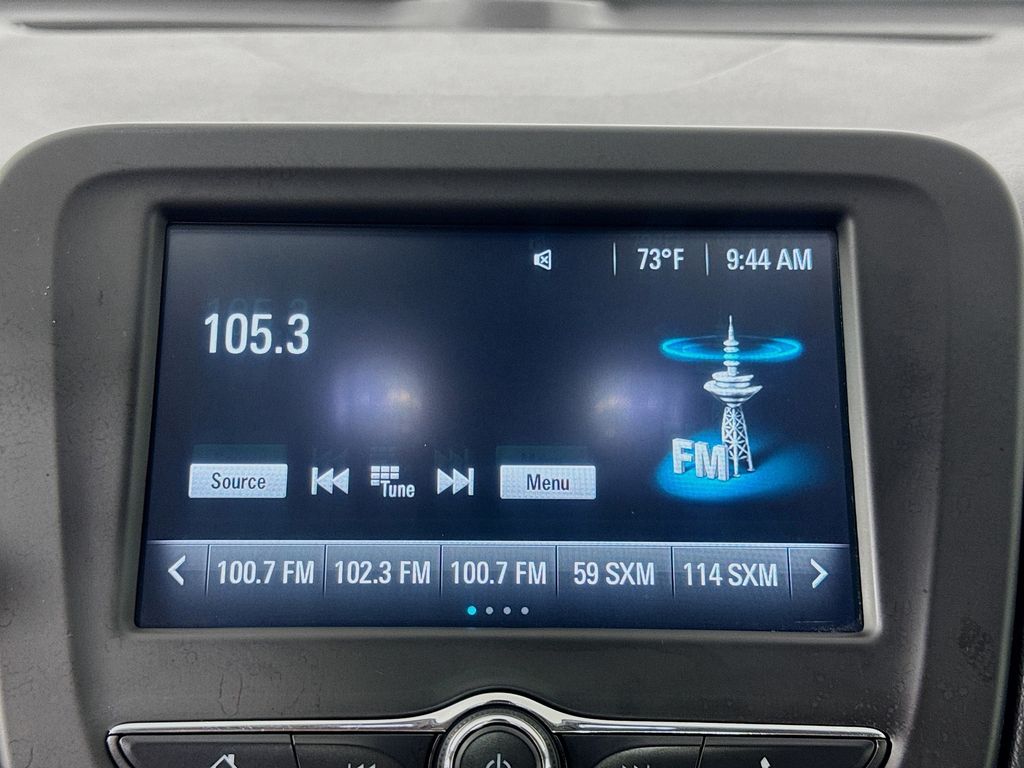 73°F 9:44 AM
105.3
FM
Source Tune Menu
100.7 FM 102.3 FM 100.7 FM 59 SXM 114 SXM